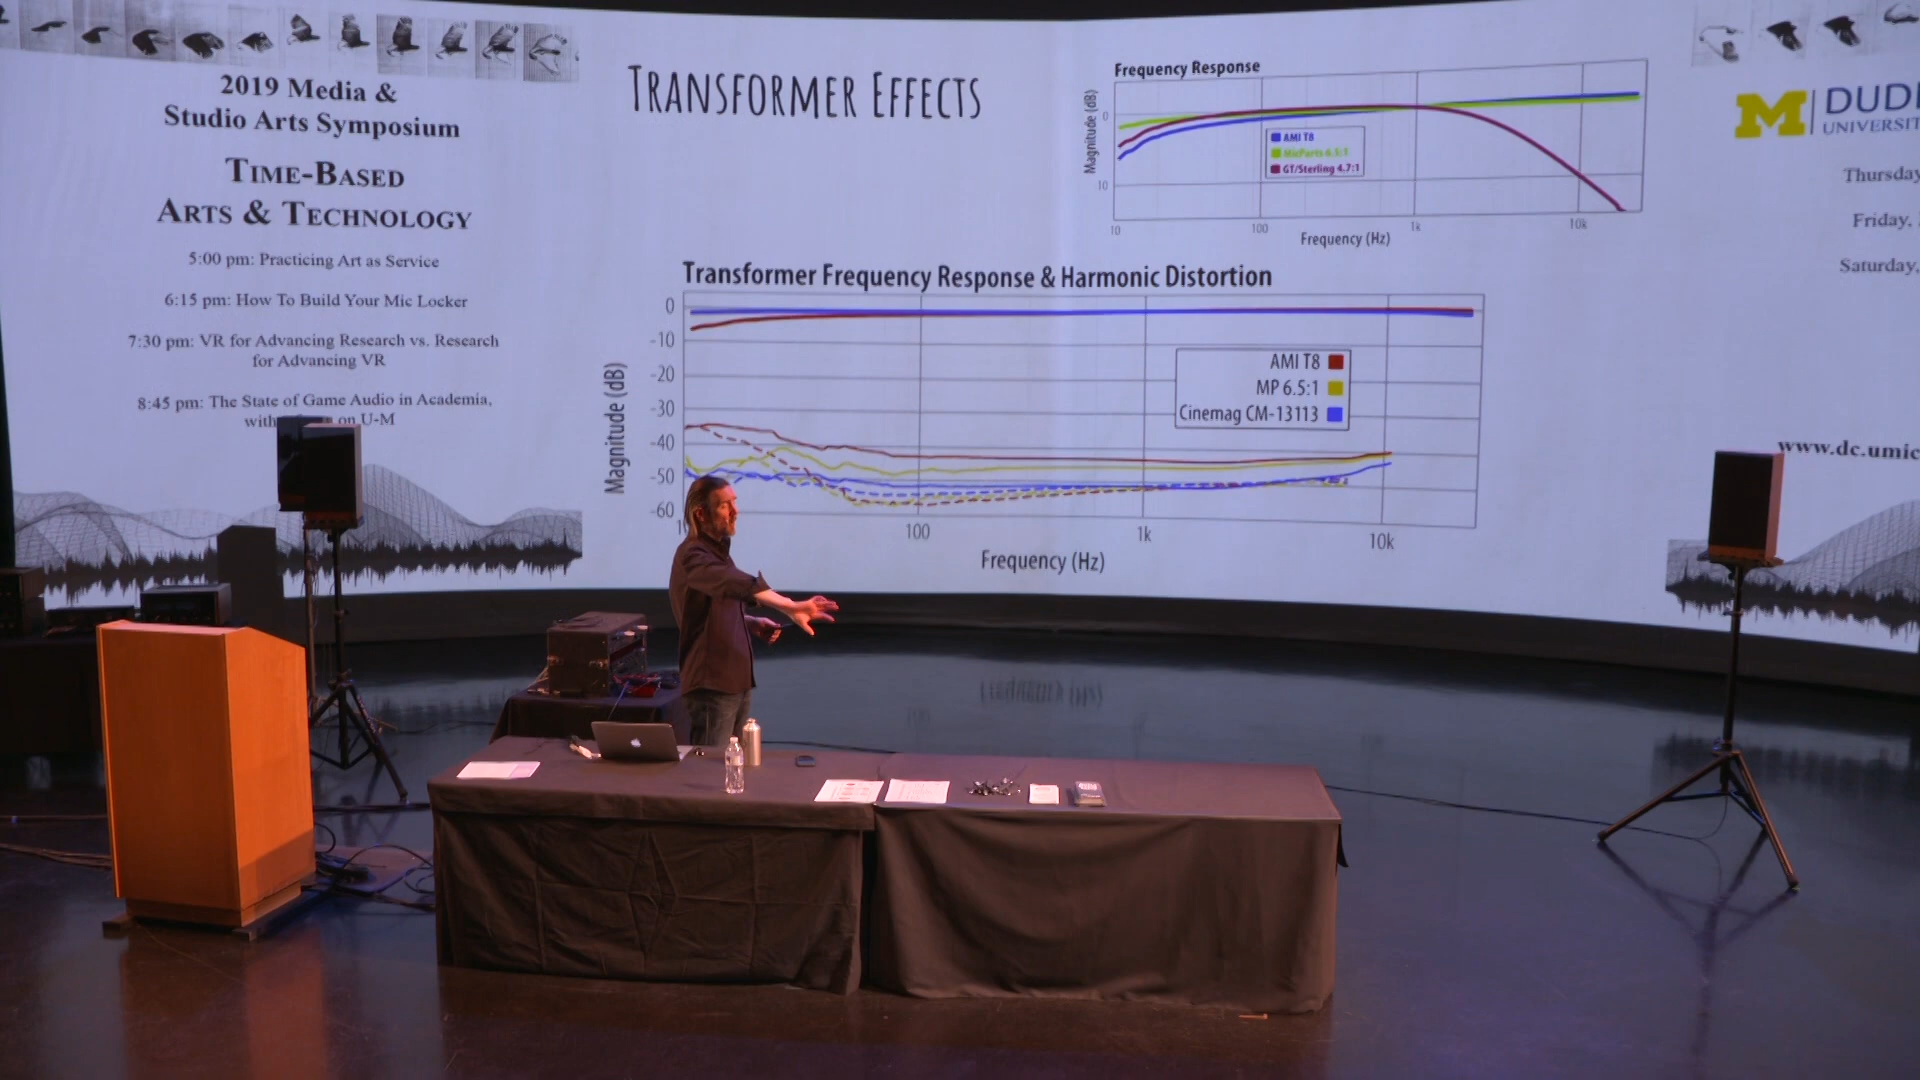 2019 Media &
Studio Arts Symposium
TIME-BASED
ARTS & TECHNOLOGY
5:00 pm: Practicing Art as Service
6:15 pm: How To Build Your Mic Locker
7:30 pm: VR for Advancing Research vs. Research
for Advancing VR
8:45 pm: The State of Game Audio in Academia,
on U-M
TRANSFORMER EFFECTS
Frequency Response
Magnitude (dB)
0
10
AMI T8
MicParts 6.5:1
GT/Sterling 4.7:1
10
100
1k
10k
Frequency (Hz)
Transformer Frequency Response & Harmonic Distortion
Magnitude (dB)
0
-10
-20
-30
-40
-50
-60
AMI T8
MP 6.5:1
Cinemag CM-13113
100
1k
10k
Frequency (Hz)
M
Thursday
Friday,
Saturday,
www.dc.umic